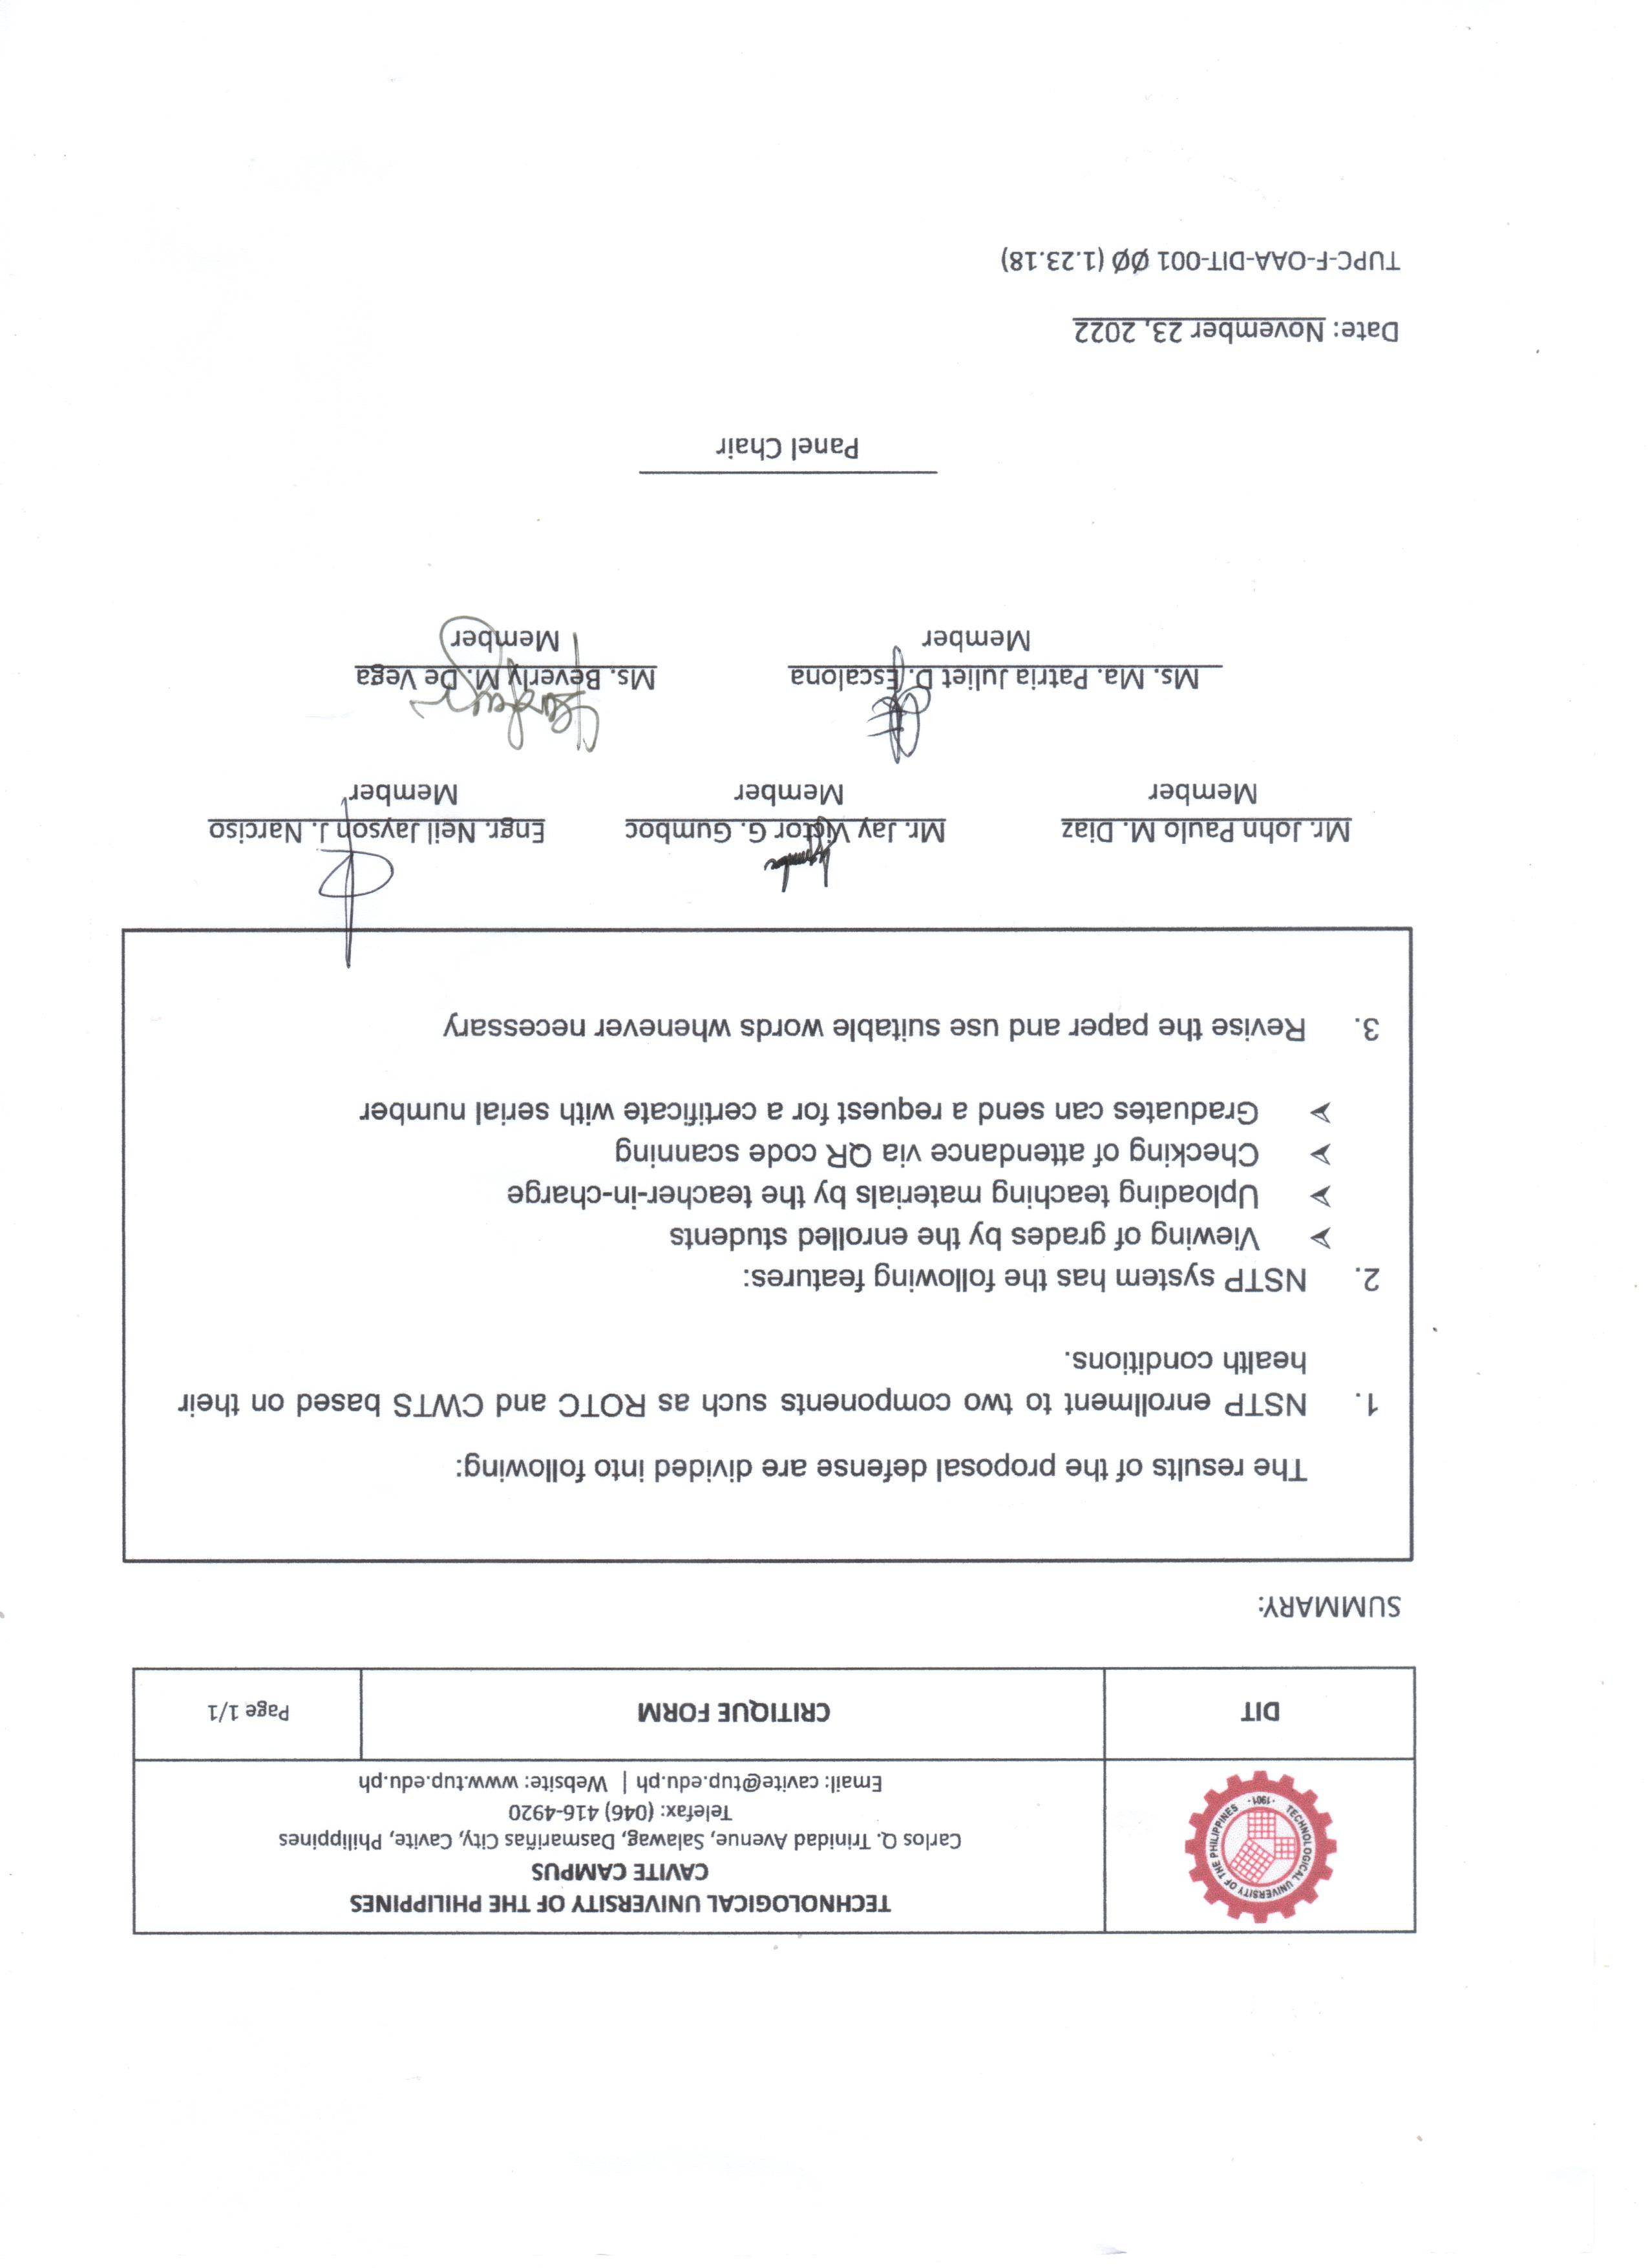 TECHNOLOGICAL UNIVERSITY OF THE PHILIPPINES
·1901·
TECHNOLOGICAL UNIVERSITY OF THE PHILIPPINES
CAVITE CAMPUS
Carlos Q. Trinidad Avenue, Salawag, Dasmariñas City, Cavite, Philippines
Telefax: (046) 416-4920
Email: cavite@tup.edu.ph | Website: www.tup.edu.ph
DIT CRITIQUE FORM Page 1/1
SUMMARY:
The results of the proposal defense are divided into following:
1. NSTP enrollment to two components such as ROTC and CWTS based on their
health conditions.
2. NSTP system has the following features:
➢ Viewing of grades by the enrolled students
➢ Uploading teaching materials by the teacher-in-charge
➢ Checking of attendance via QR code scanning
➢ Graduates can send a request for a certificate with serial number
3. Revise the paper and use suitable words whenever necessary
Mr. John Paulo M. Diaz Mr. Jay Victor G. Gumboc Engr. Neil Jayson J. Narciso
Member Member Member
Ms. Ma. Patria Juliet D. Escalona Ms. Beverly M. De Vega
Member Member
Panel Chair
Date: November 23, 2022
TUPC-F-OAA-DIT-001 ØØ (1.23.18)